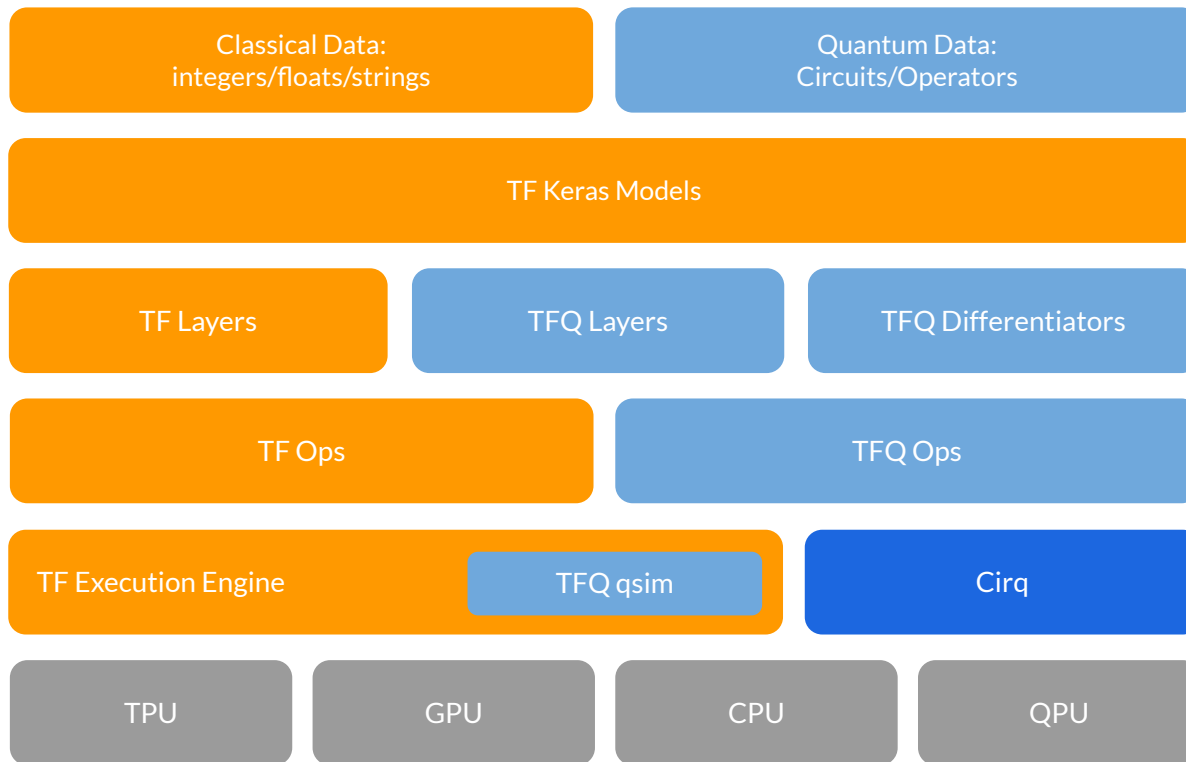 Classical Data:
integers/floats/strings
Quantum Data:
Circuits/Operators
TF Keras Models
TF Layers
TFQ Layers
TFQ Differentiators
TF Ops
TFQ Ops
TF Execution Engine
TFQ qsim
Cirq
TPU
GPU
CPU
QPU